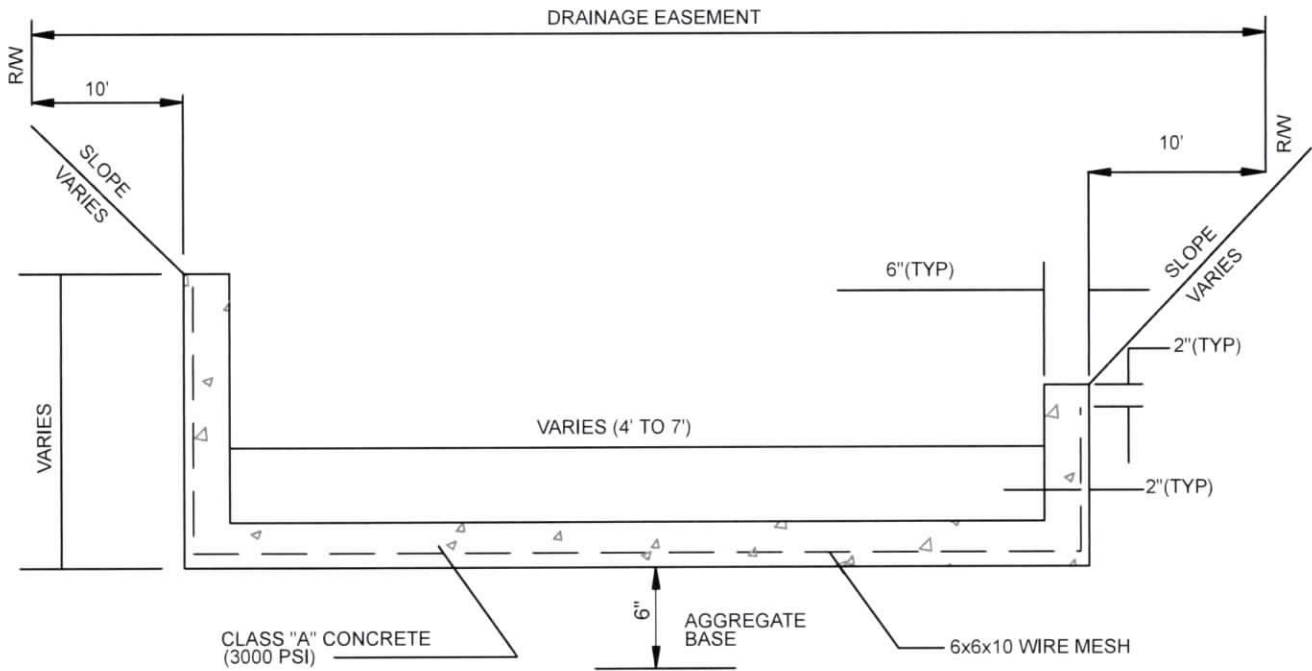 DRAINAGE EASEMENT
R/W
10'
SLOPE
VARIES
R/W
10'
SLOPE
VARIES
6"(TYP)
2"(TYP)
VARIES
VARIES (4' TO 7')
2"(TYP)
6"
AGGREGATE
BASE
CLASS "A" CONCRETE
(3000 PSI)
6x6x10 WIRE MESH